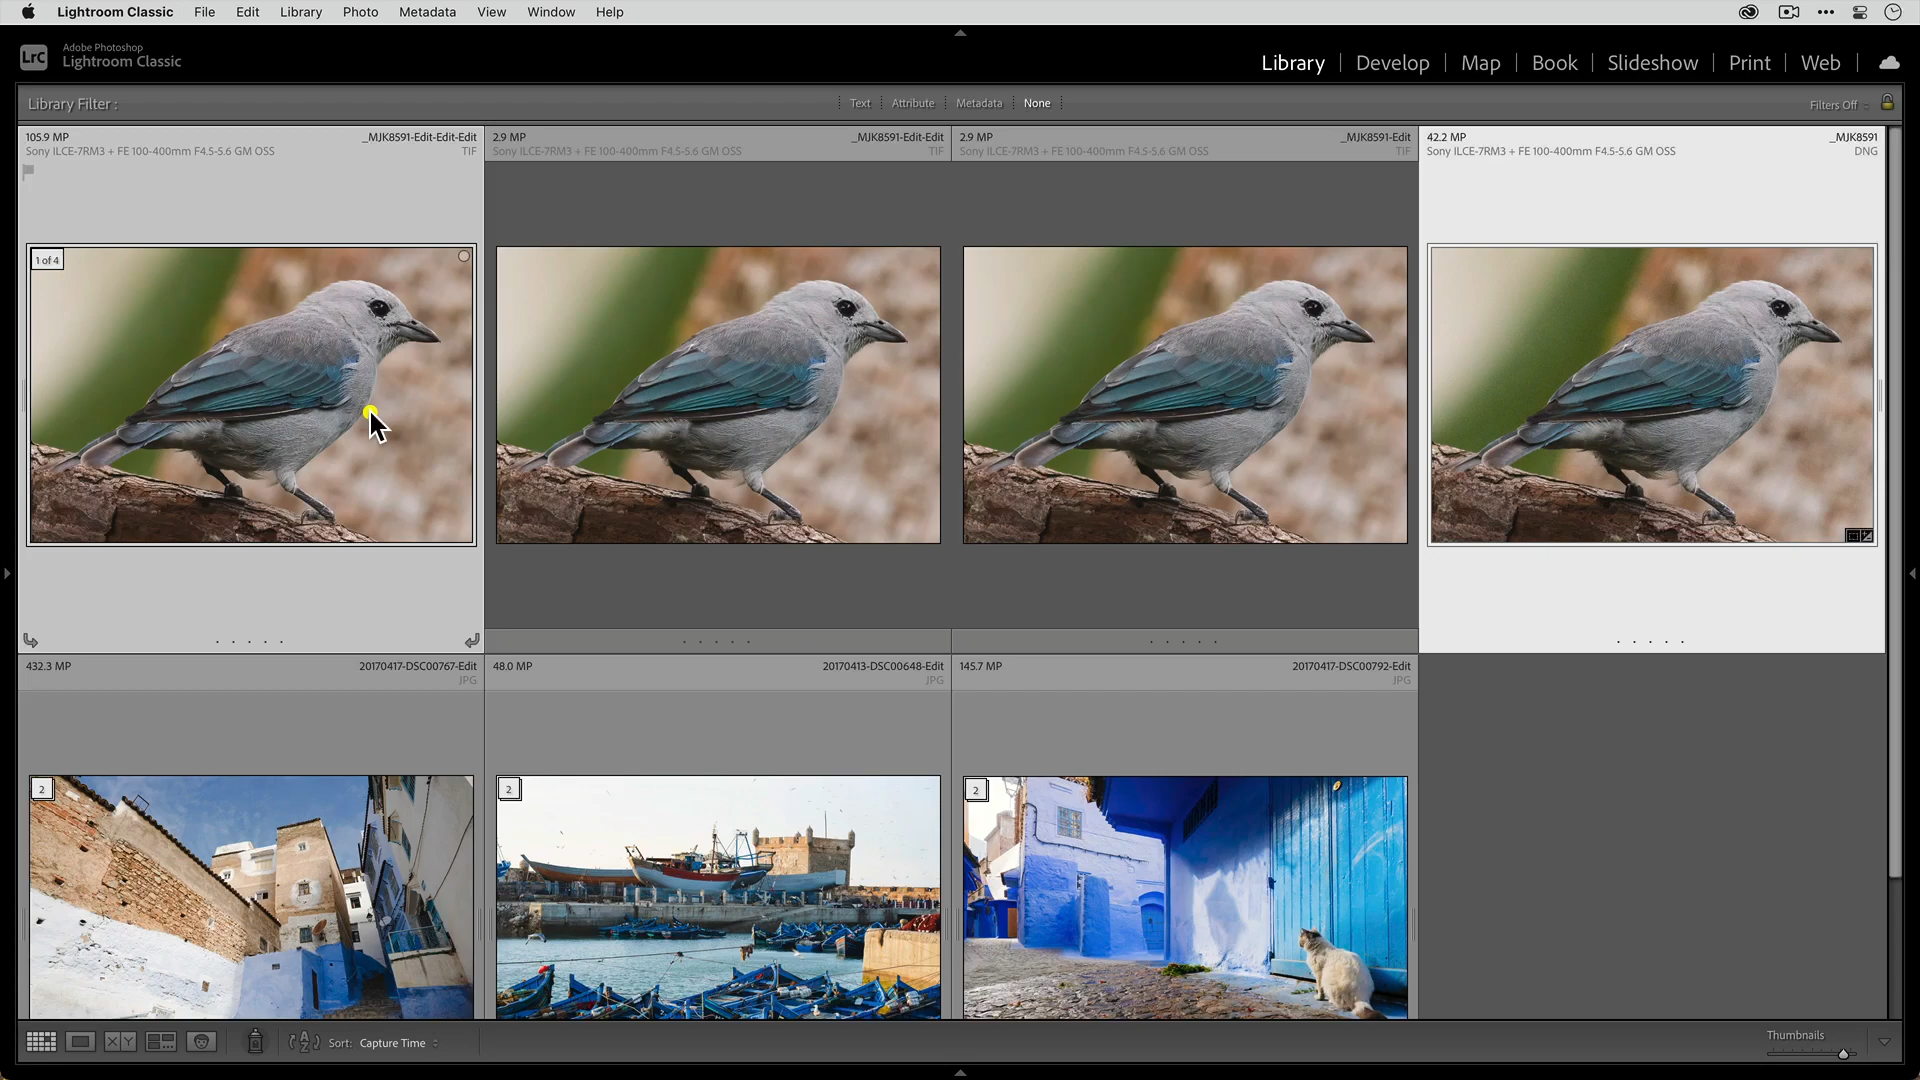 Lightroom Classic File Edit Library Photo Metadata View Window Help
LrC
Adobe Photoshop
Lightroom Classic
Library Develop Map Book Slideshow Print Web
Library Filter : Text Attribute Metadata None Filters Off
105.9 MP _MJK8591-Edit-Edit-Edit
Sony ILCE-7RM3 + FE 100-400mm F4.5-5.6 GM OSS TIF
2.9 MP _MJK8591-Edit-Edit
Sony ILCE-7RM3 + FE 100-400mm F4.5-5.6 GM OSS TIF
2.9 MP _MJK8591-Edit
Sony ILCE-7RM3 + FE 100-400mm F4.5-5.6 GM OSS TIF
42.2 MP _MJK8591
Sony ILCE-7RM3 + FE 100-400mm F4.5-5.6 GM OSS DNG
1 of 4
432.3 MP 20170417-DSC00767-Edit
JPG
48.0 MP 20170413-DSC00648-Edit
JPG
145.7 MP 20170417-DSC00792-Edit
JPG
2
2
2
X Y
A Z
Sort: Capture Time
Thumbnails